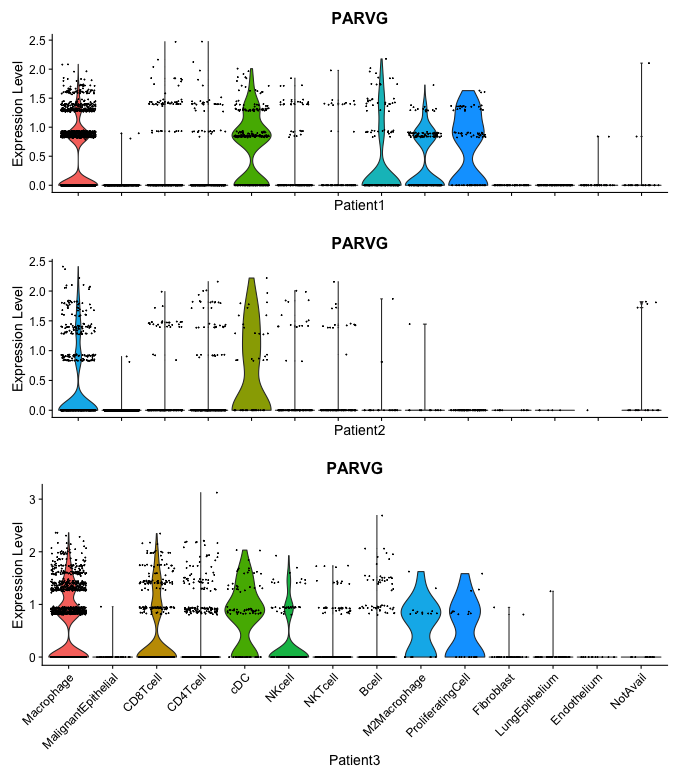 PARVG
Expression Level
2.5
2.0
1.5
1.0
0.5
0.0
Patient1
PARVG
Expression Level
2.5
2.0
1.5
1.0
0.5
0.0
Patient2
PARVG
Expression Level
3
2
1
0
Macrophage
MalignantEpithelial
CD8Tcell
CD4Tcell
cDC
NKcell
NKTcell
Bcell
M2Macrophage
ProliferatingCell
Fibroblast
LungEpithelium
Endothelium
NotAvail
Patient3